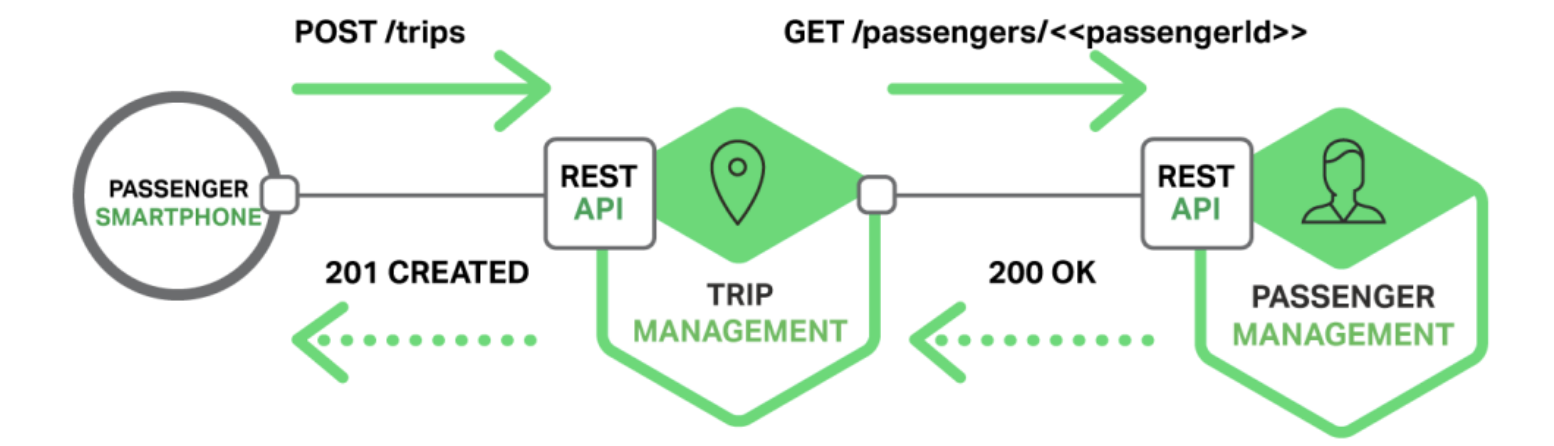 POST /trips
GET /passengers/<<passengerId>>
PASSENGER
SMARTPHONE
REST
API
REST
API
201 CREATED
TRIP
MANAGEMENT
200 OK
PASSENGER
MANAGEMENT